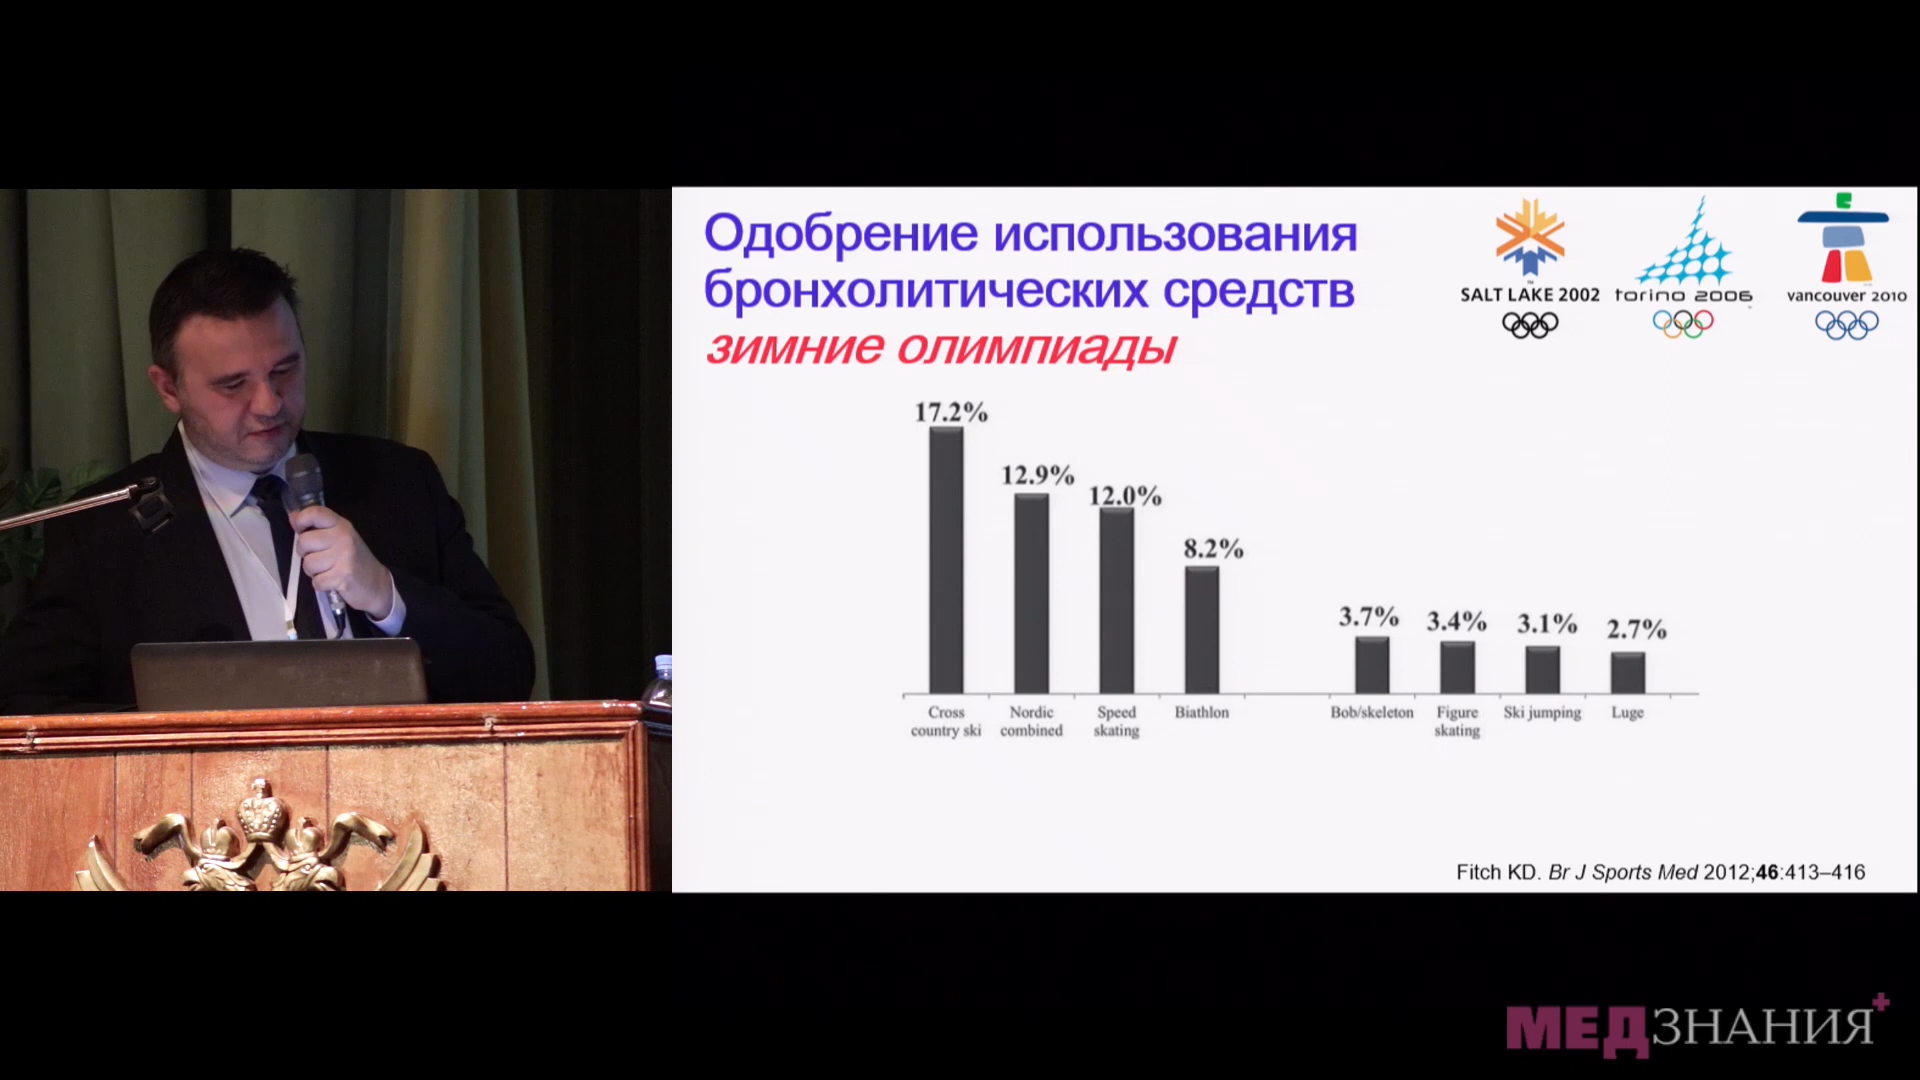 Одобрение использования
бронхолитических средств
зимние олимпиады
SALT LAKE 2002
torino 2006
vancouver 2010
17.2%
12.9%
12.0%
8.2%
3.7%
3.4%
3.1%
2.7%
Cross
country ski
Nordic
combined
Speed
skating
Biathlon
Bob/skeleton
Figure
skating
Ski jumping
Luge
Fitch KD. Br J Sports Med 2012;46:413–416
МЕДЗНАНИЯ+